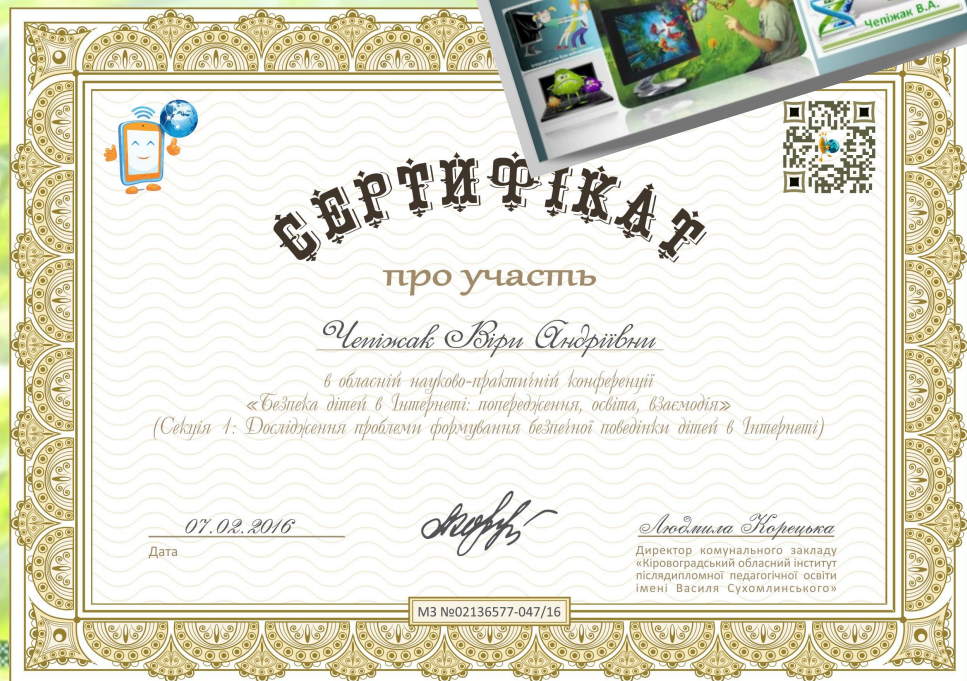 Чепіжак В.А.
СЕРТИФІКАТ
про участь
Чепіжак Віри Андріївни
в обласній науково-практичній конференції
«Безпека дітей в Інтернеті: попередження, освіта, взаємодія»
(Секція 1: Дослідження проблеми формування безпечної поведінки дітей в Інтернеті)
07.02.2016
Дата
Людмила Корецька
Директор комунального закладу
«Кіровоградський обласний інститут
післядипломної педагогічної освіти
імені Василя Сухомлинського»
МЗ №02136577-047/16